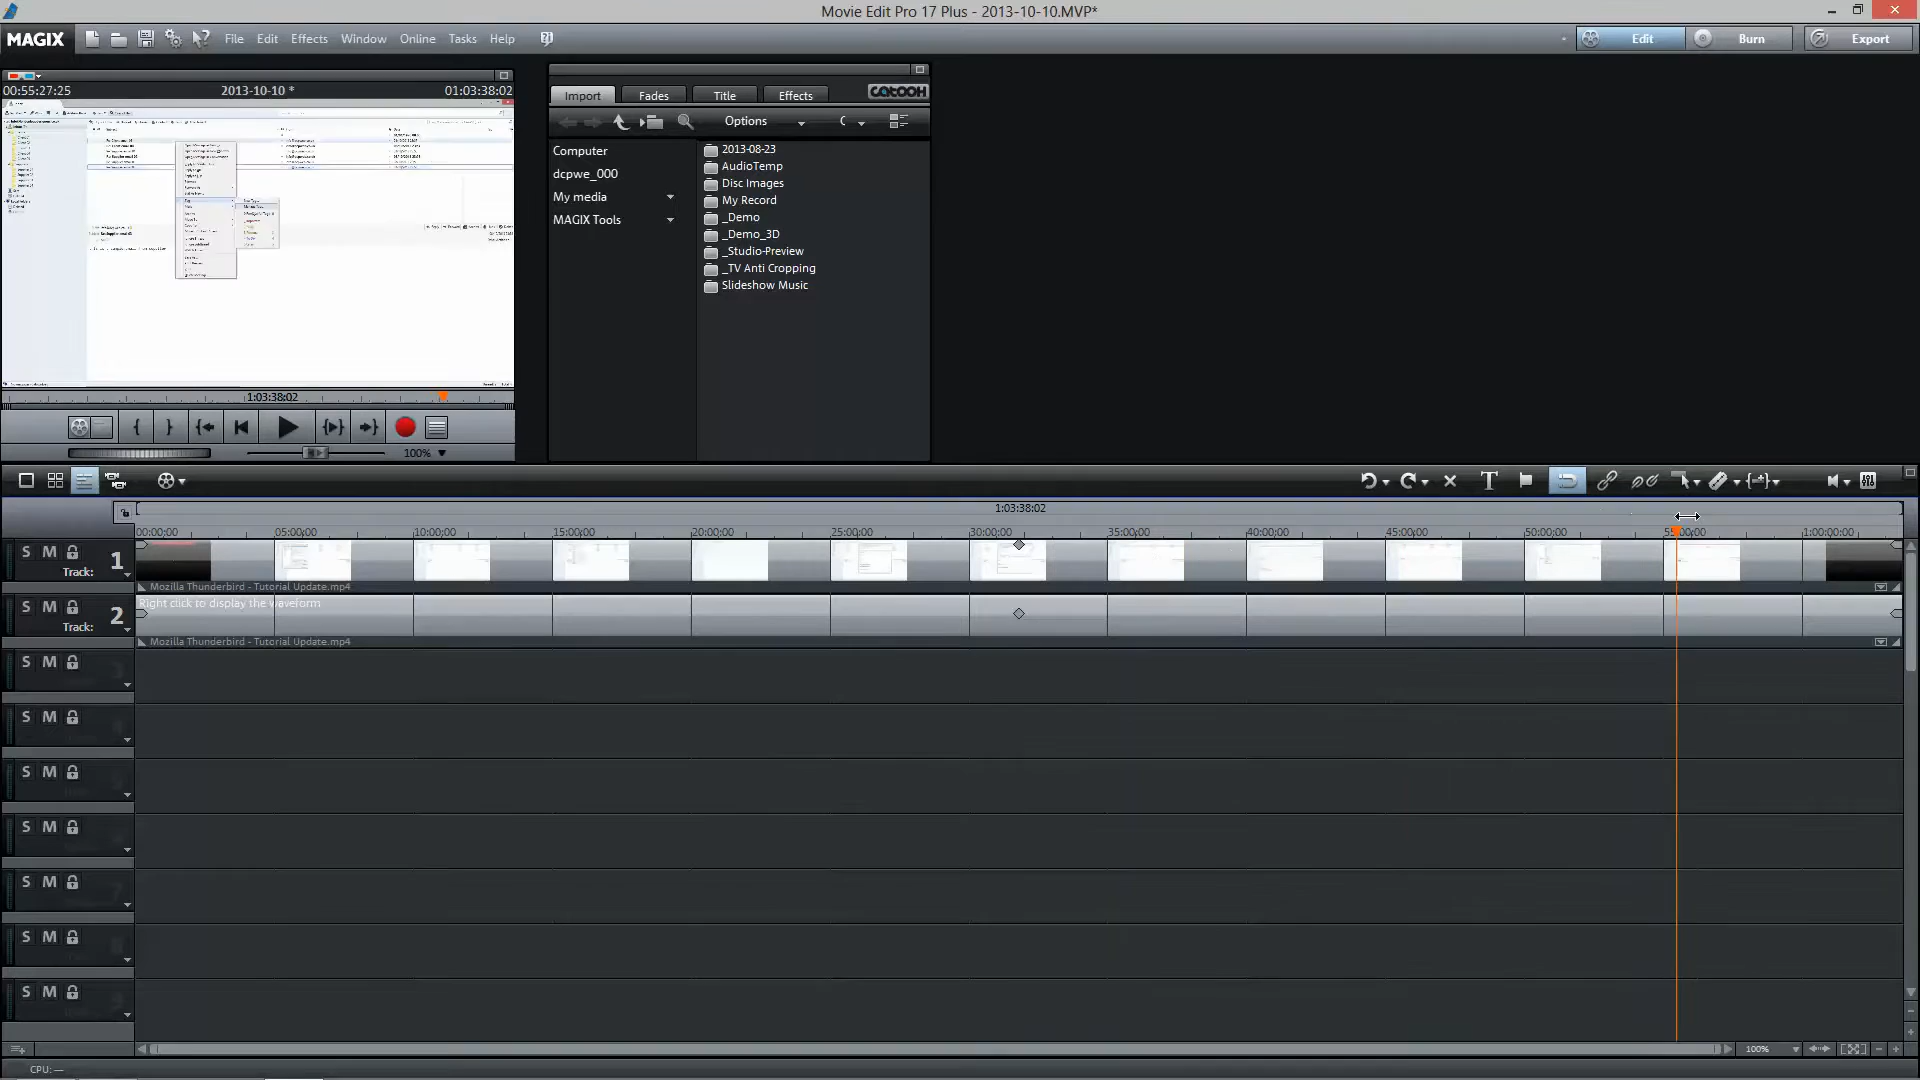 Movie Edit Pro 17 Plus - 2013-10-10.MVP*
MAGIX File Edit Effects Window Online Tasks Help
Edit Burn Export
00:55:27:25 2013-10-10 * 01:03:38:02
Import Fades Title Effects CATOOH
Options C
Computer
dcpwe_000
My media
MAGIX Tools
2013-08-23
AudioTemp
Disc Images
My Record
_Demo
_Demo_3D
_Studio-Preview
_TV Anti Cropping
Slideshow Music
1:03:38:02
100%
1:03:38:02
00:00;00 05:00;00 10:00;00 15:00;00 20:00;00 25:00;00 30:00;00 35:00;00 40:00;00 45:00;00 50:00;00 55:00;00 1:00:00;00
S M
Track: 1
Mozilla Thunderbird - Tutorial Update.mp4
S M
Track: 2
Right click to display the waveform
Mozilla Thunderbird - Tutorial Update.mp4
S M
S M
S M
S M
S M
S M
S M
100%
CPU: —